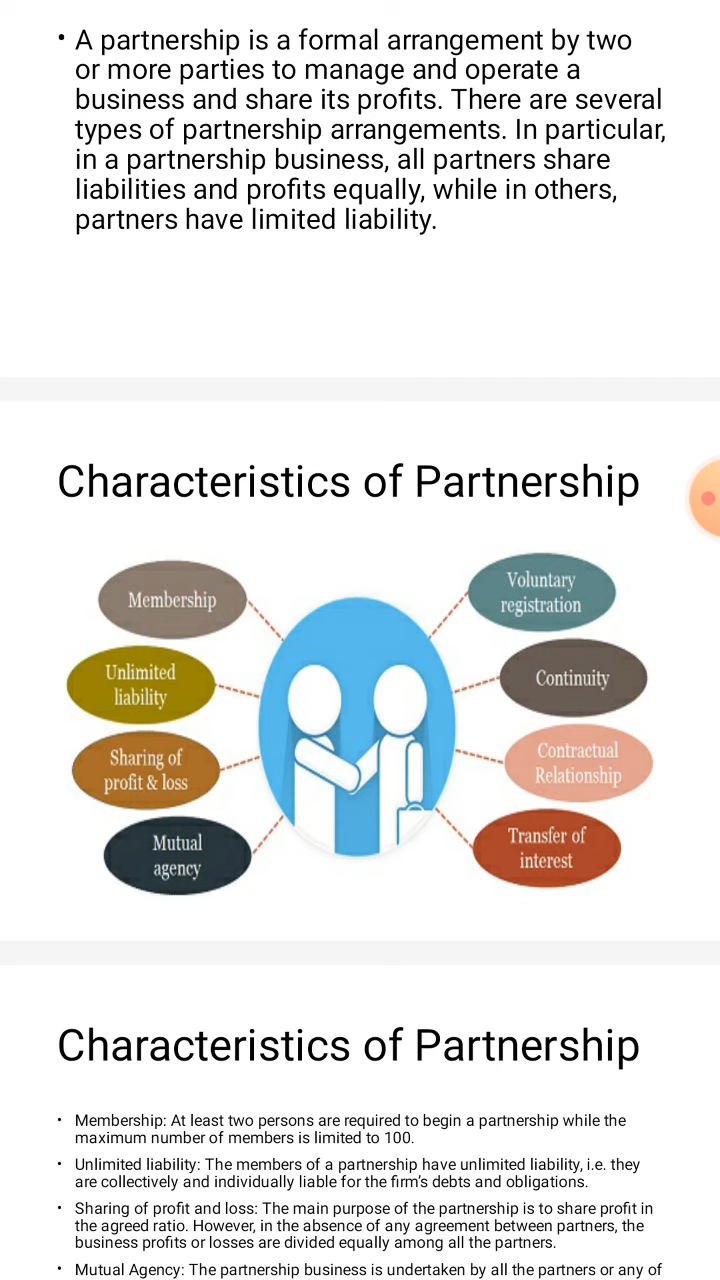 • A partnership is a formal arrangement by two
or more parties to manage and operate a
business and share its profits. There are several
types of partnership arrangements. In particular,
in a partnership business, all partners share
liabilities and profits equally, while in others,
partners have limited liability.
Characteristics of Partnership
Membership
Unlimited
liability
Sharing of
profit & loss
Mutual
agency
Voluntary
registration
Continuity
Contractual
Relationship
Transfer of
interest
Characteristics of Partnership
• Membership: At least two persons are required to begin a partnership while the
maximum number of members is limited to 100.
• Unlimited liability: The members of a partnership have unlimited liability, i.e. they
are collectively and individually liable for the firm's debts and obligations.
• Sharing of profit and loss: The main purpose of the partnership is to share profit in
the agreed ratio. However, in the absence of any agreement between partners, the
business profits or losses are divided equally among all the partners.
• Mutual Agency: The partnership business is undertaken by all the partners or any of